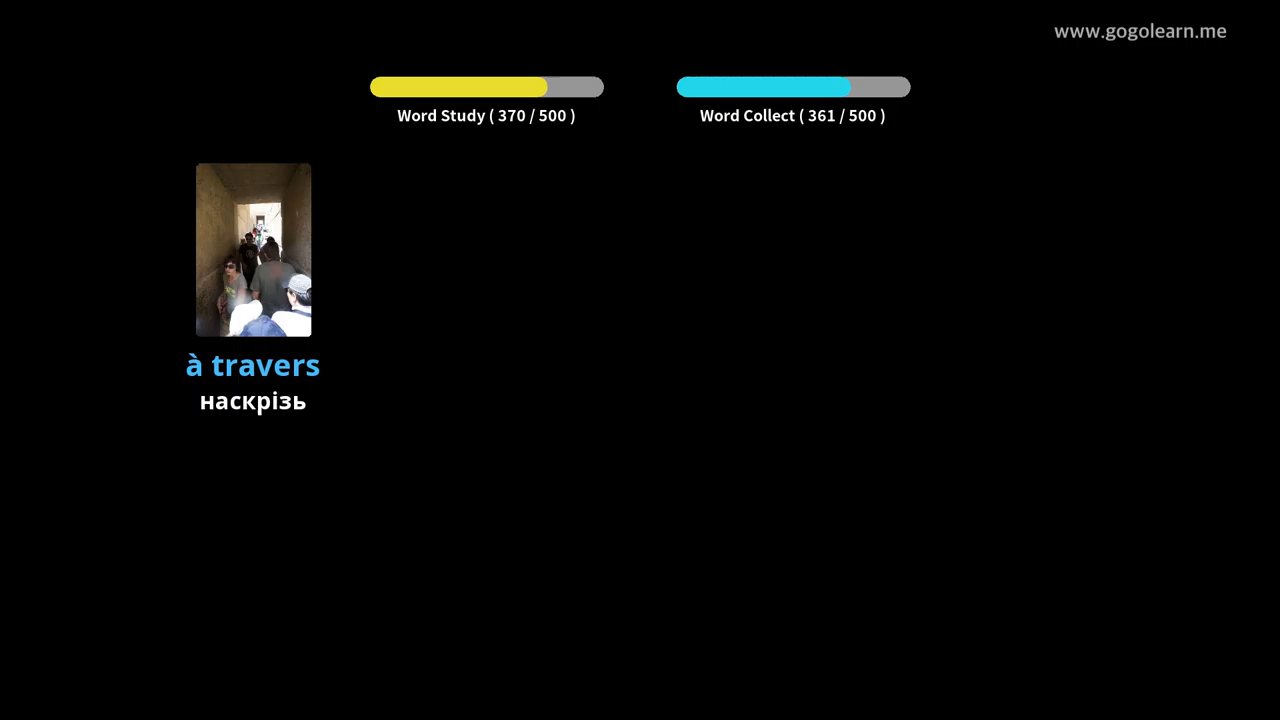 www.gogolearn.me
Word Study ( 370 / 500 )
Word Collect ( 361 / 500 )
à travers
наскрізь